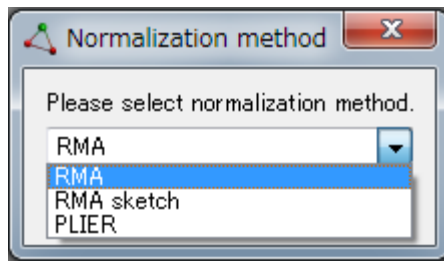 Normalization method
Please select normalization method.
RMA
RMA
RMA sketch
PLIER